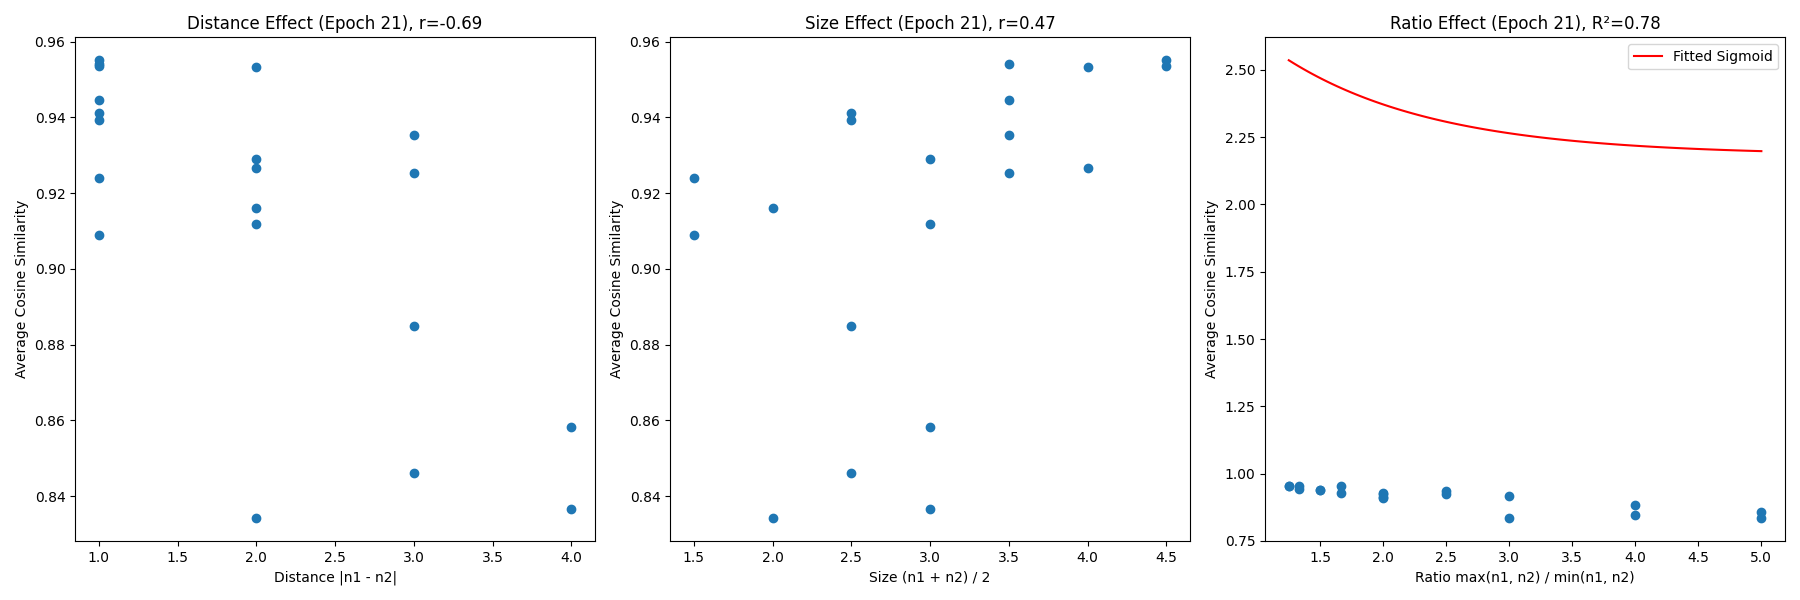 Distance Effect (Epoch 21), r=-0.69
0.96
0.94
0.92
0.90
0.88
0.86
0.84
Average Cosine Similarity
1.0 1.5 2.0 2.5 3.0 3.5 4.0
Distance |n1 - n2|
Size Effect (Epoch 21), r=0.47
0.96
0.94
0.92
0.90
0.88
0.86
0.84
Average Cosine Similarity
1.5 2.0 2.5 3.0 3.5 4.0 4.5
Size (n1 + n2) / 2
Ratio Effect (Epoch 21), R²=0.78
Fitted Sigmoid
2.50
2.25
2.00
1.75
1.50
1.25
1.00
0.75
Average Cosine Similarity
1.5 2.0 2.5 3.0 3.5 4.0 4.5 5.0
Ratio max(n1, n2) / min(n1, n2)